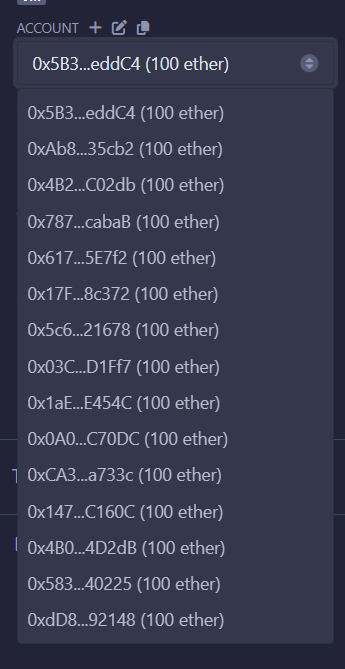 ACCOUNT
0x5B3...eddC4 (100 ether)
0x5B3...eddC4 (100 ether)
0xAb8...35cb2 (100 ether)
0x4B2...C02db (100 ether)
0x787...cabaB (100 ether)
0x617...5E7f2 (100 ether)
0x17F...8c372 (100 ether)
0x5c6...21678 (100 ether)
0x03C...D1Ff7 (100 ether)
0x1aE...E454C (100 ether)
0x0A0...C70DC (100 ether)
0xCA3...a733c (100 ether)
0x147...C160C (100 ether)
0x4B0...4D2dB (100 ether)
0x583...40225 (100 ether)
0xdD8...92148 (100 ether)